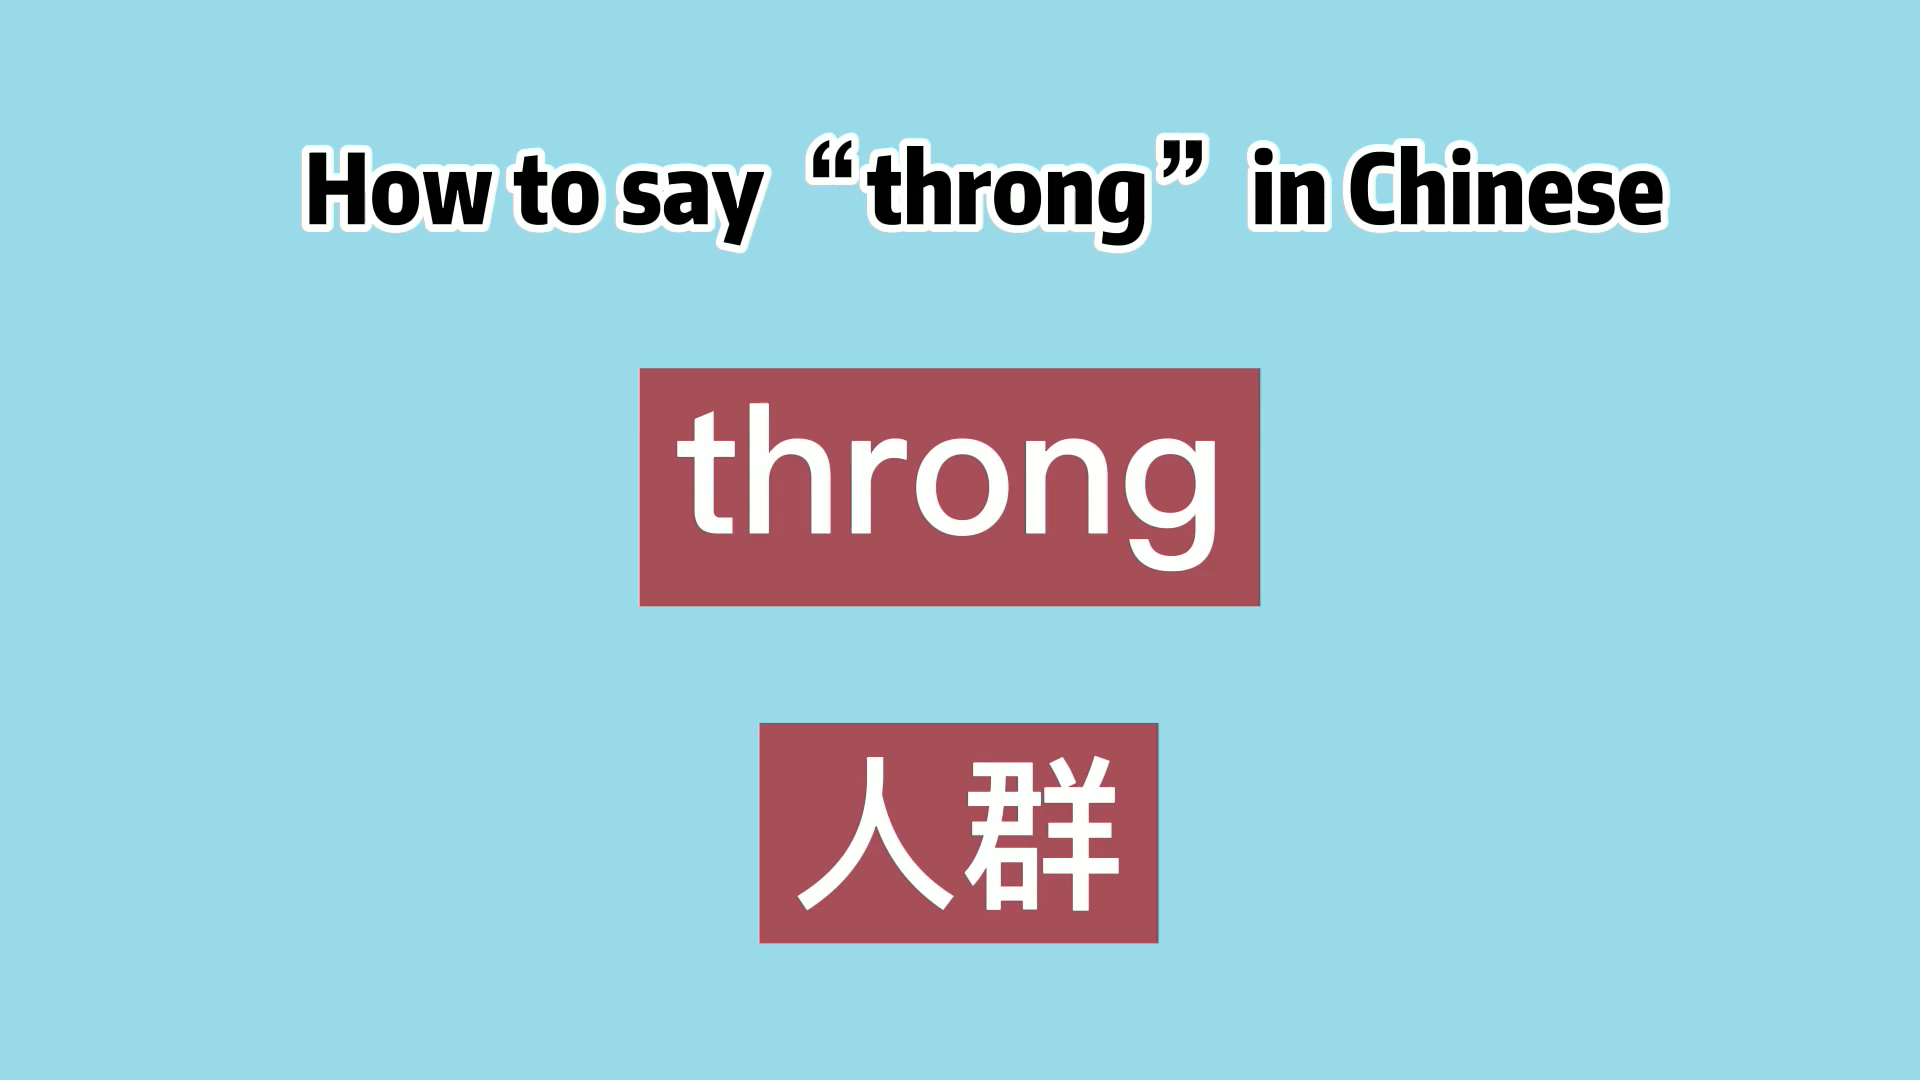 How to say “throng” in Chinese
throng
人群